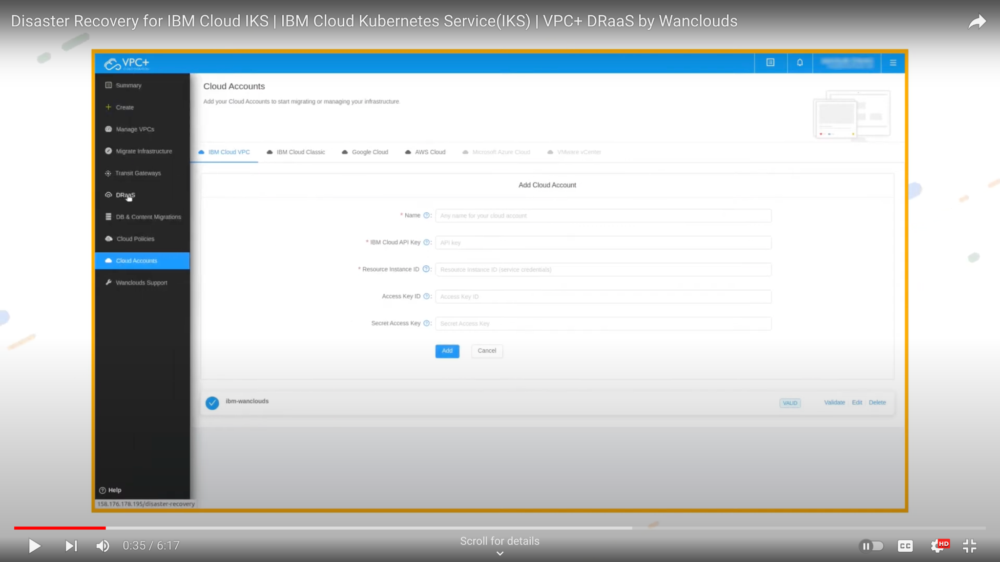 Disaster Recovery for IBM Cloud IKS | IBM Cloud Kubernetes Service(IKS) | VPC+ DRaaS by Wanclouds
VPC+
Summary
Create
Manage VPCs
Migrate Infrastructure
Transit Gateways
DRaaS
DB & Content Migrations
Cloud Policies
Cloud Accounts
Wanclouds Support
Help
158.176.178.195/disaster-recovery
Cloud Accounts
Add your Cloud Accounts to start migrating or managing your infrastructure.
IBM Cloud VPC IBM Cloud Classic Google Cloud AWS Cloud Microsoft Azure Cloud VMware vCenter
Add Cloud Account
* Name ? : Any name for your cloud account
* IBM Cloud API Key ? : API key
* Resource Instance ID ? : Resource Instance ID (service credentials)
Access Key ID ? : Access Key ID
Secret Access Key ? : Secret Access Key
Add Cancel
ibm-wanclouds VALID Validate Edit Delete
0:35 / 6:17
Scroll for details
CC HD